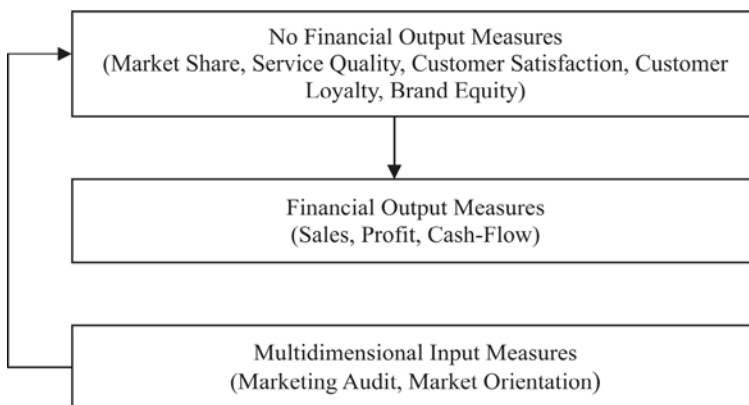 No Financial Output Measures
(Market Share, Service Quality, Customer Satisfaction, Customer
Loyalty, Brand Equity)
Financial Output Measures
(Sales, Profit, Cash-Flow)
Multidimensional Input Measures
(Marketing Audit, Market Orientation)